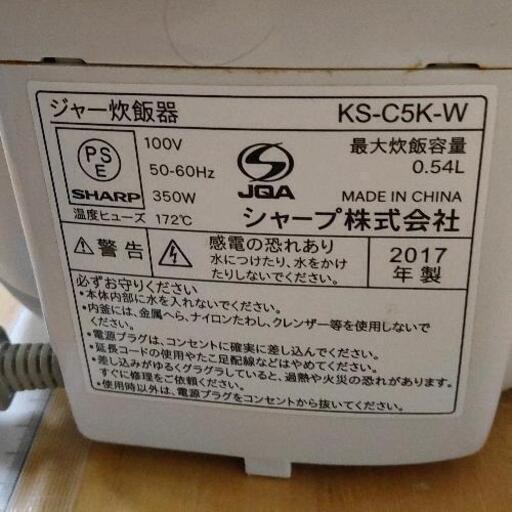 ジャー炊飯器 KS-C5K-W
PS E
SHARP
100V
50-60Hz
350W
温度ヒューズ 172℃
JQA
最大炊飯容量
0.54L
MADE IN CHINA
シャープ株式会社
警告
感電の恐れあり
水につけたり、水をかけ
たりしないでください。
2017
年製
必ずお守りください
•本体内部に水を入れないでください。
•内釜には、金属へら、ナイロンたわし、クレンザー等を使用しないで
ください。
•電源プラグは、コンセントに確実に差し込んでください。
•延長コードの使用やたこ足配線などはやめてください。
•差し込みがゆるくグラグラしていると、過熱や火災の恐れがあります。
すぐに修理をご依頼ください。
•使用時以外は、電源プラグをコンセントから抜いてください。